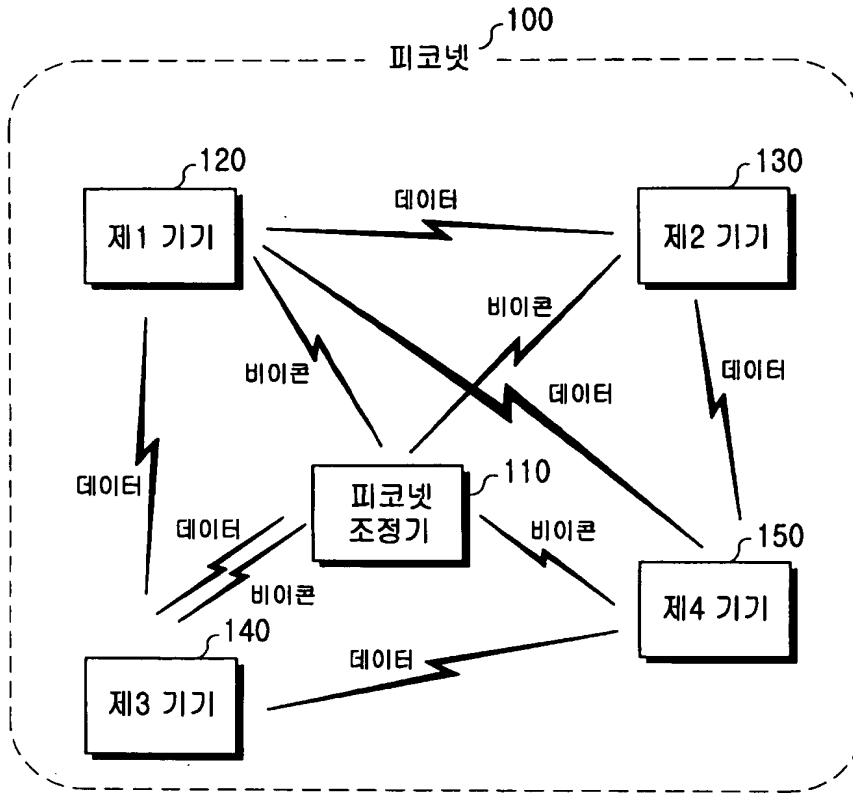 100
피코넷
120
130
제1 기기
데이터
제2 기기
비이콘
비이콘
데이터
데이터
데이터
피코넷
조정기
110
데이터
비이콘
비이콘
150
제4 기기
140
데이터
제3 기기